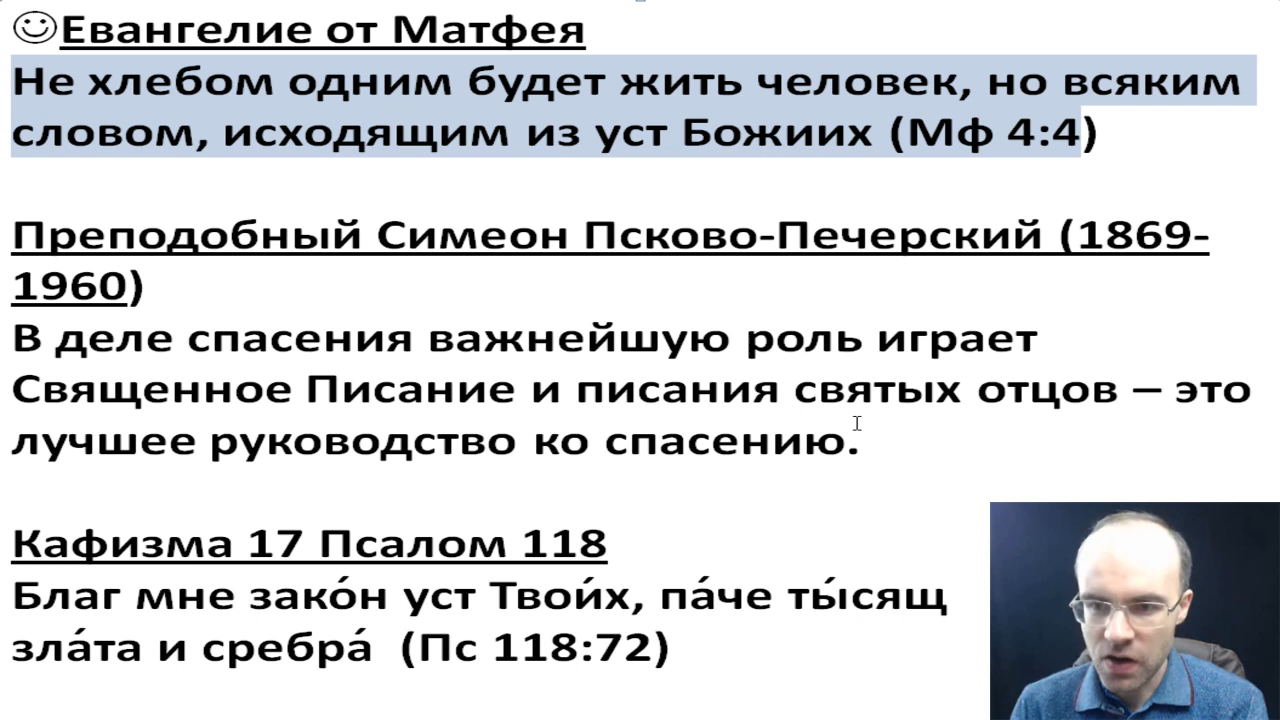 ☺Евангелие от Матфея
Не хлебом одним будет жить человек, но всяким
словом, исходящим из уст Божиих (Мф 4:4)
Преподобный Симеон Псково-Печерский (1869-
1960)
В деле спасения важнейшую роль играет
Священное Писание и писания святых отцов – это
лучшее руководство ко спасению.
Кафизма 17 Псалом 118
Благ мне зако́н уст Твои́х, па́че ты́сящ
зла́та и сребра́ (Пс 118:72)